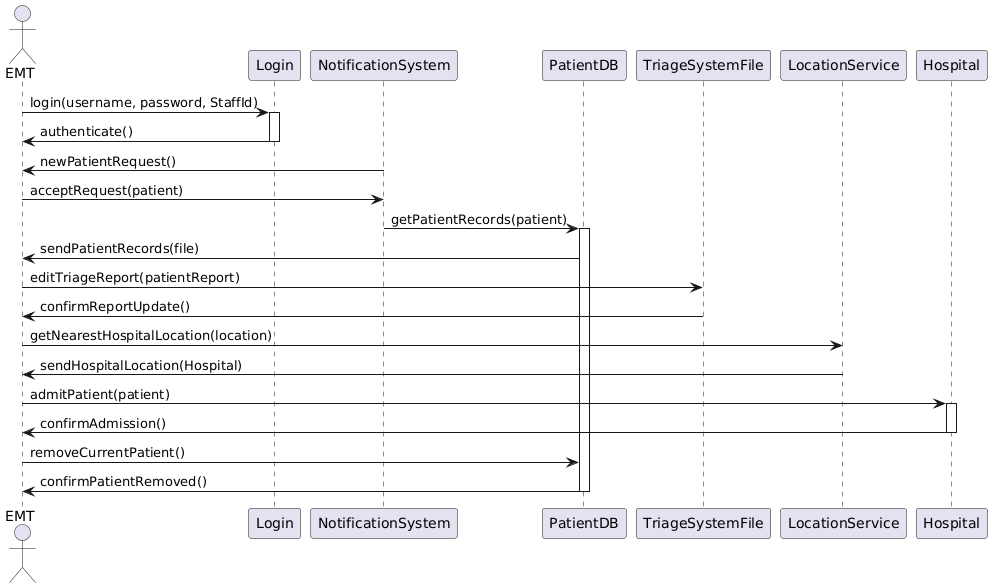 EMT
Login
NotificationSystem
PatientDB
TriageSystemFile
LocationService
Hospital
login(username, password, StaffId)
authenticate()
newPatientRequest()
acceptRequest(patient)
getPatientRecords(patient)
sendPatientRecords(file)
editTriageReport(patientReport)
confirmReportUpdate()
getNearestHospitalLocation(location)
sendHospitalLocation(Hospital)
admitPatient(patient)
confirmAdmission()
removeCurrentPatient()
confirmPatientRemoved()
EMT
Login
NotificationSystem
PatientDB
TriageSystemFile
LocationService
Hospital